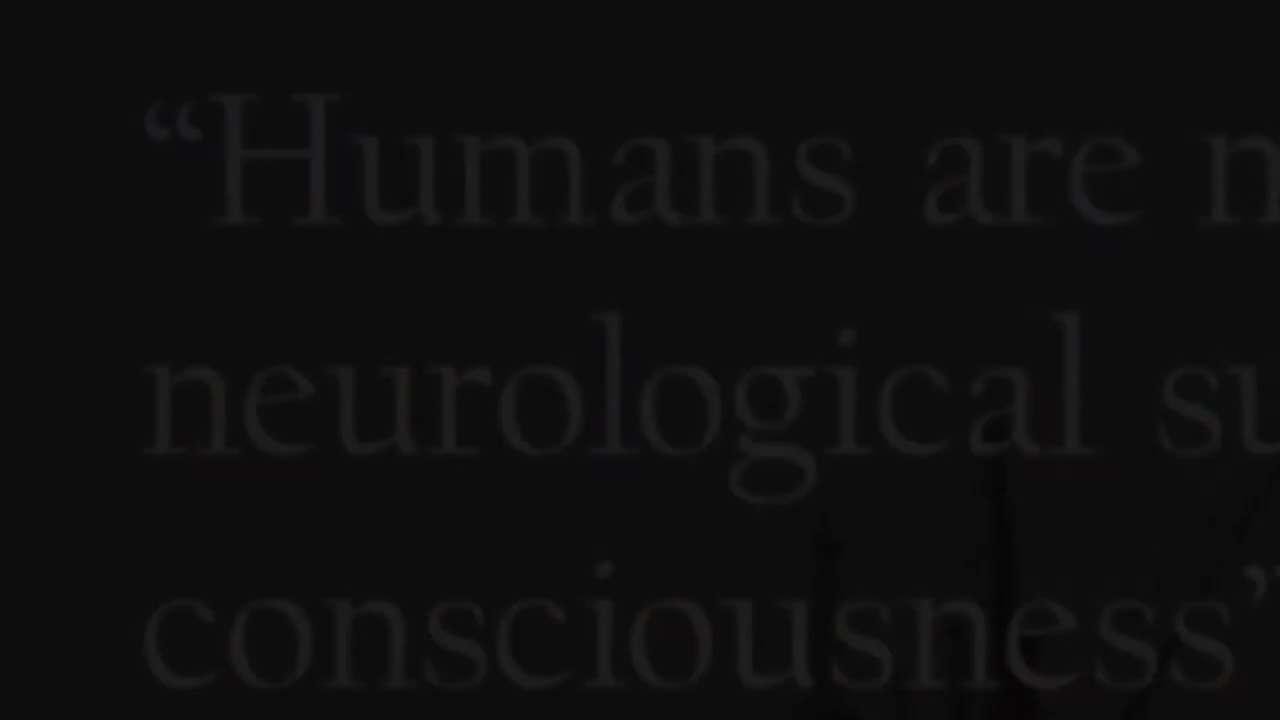 “Humans are n
neurological su
consciousness”